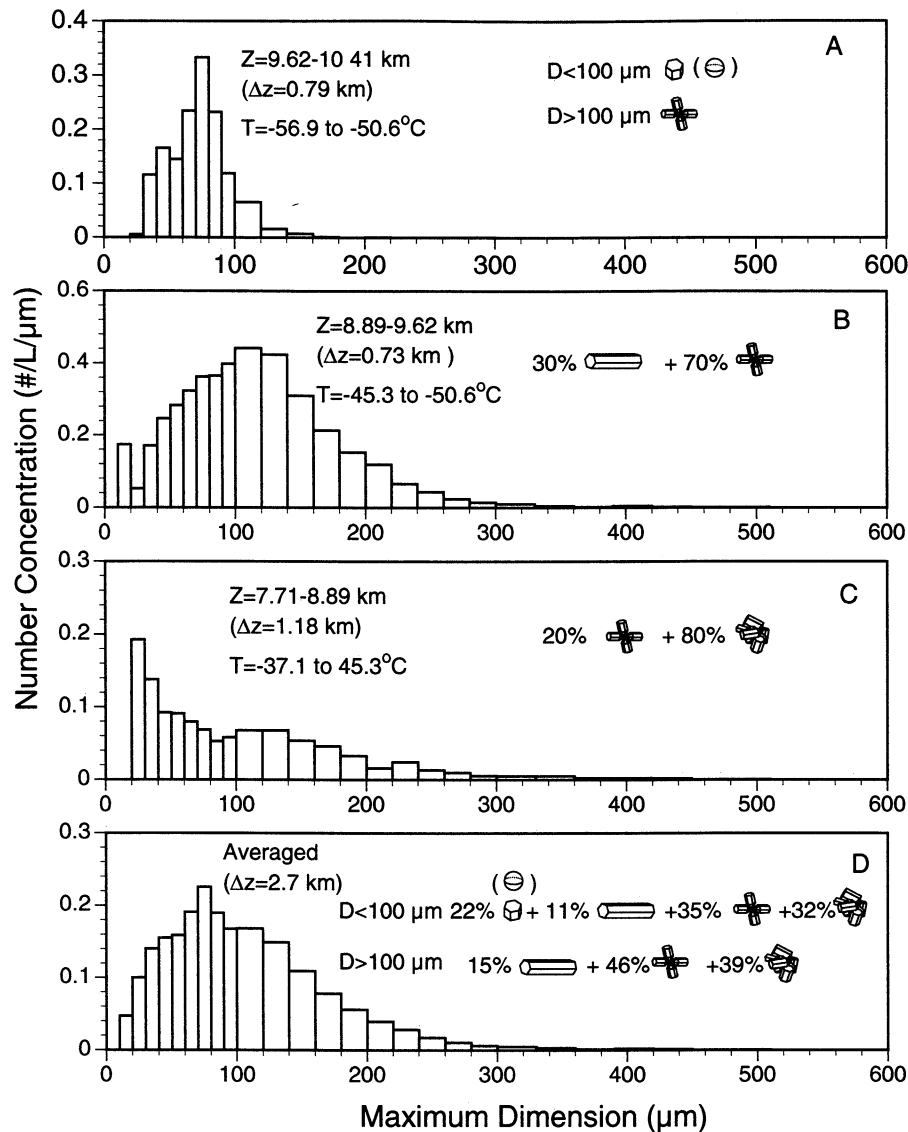 Number Concentration (#/L/µm)
0.4
0.3
0.2
0.1
0
Z=9.62-10 41 km
(Δz=0.79 km)
T=-56.9 to -50.6°C
D<100 µm ( )
D>100 µm
A
0 100 200 300 400 500 600
0.6
0.4
0.2
0
Z=8.89-9.62 km
(Δz=0.73 km )
T=-45.3 to -50.6°C
30% + 70%
B
0 100 200 300 400 500 600
0.3
0.2
0.1
0
Z=7.71-8.89 km
(Δz=1.18 km)
T=-37.1 to 45.3°C
20% + 80%
C
0 100 200 300 400 500 600
0.3
0.2
0.1
0
Averaged
(Δz=2.7 km)
( )
D<100 µm 22% + 11% +35% +32%
D>100 µm 15% + 46% +39%
D
0 100 200 300 400 500 600
Maximum Dimension (µm)